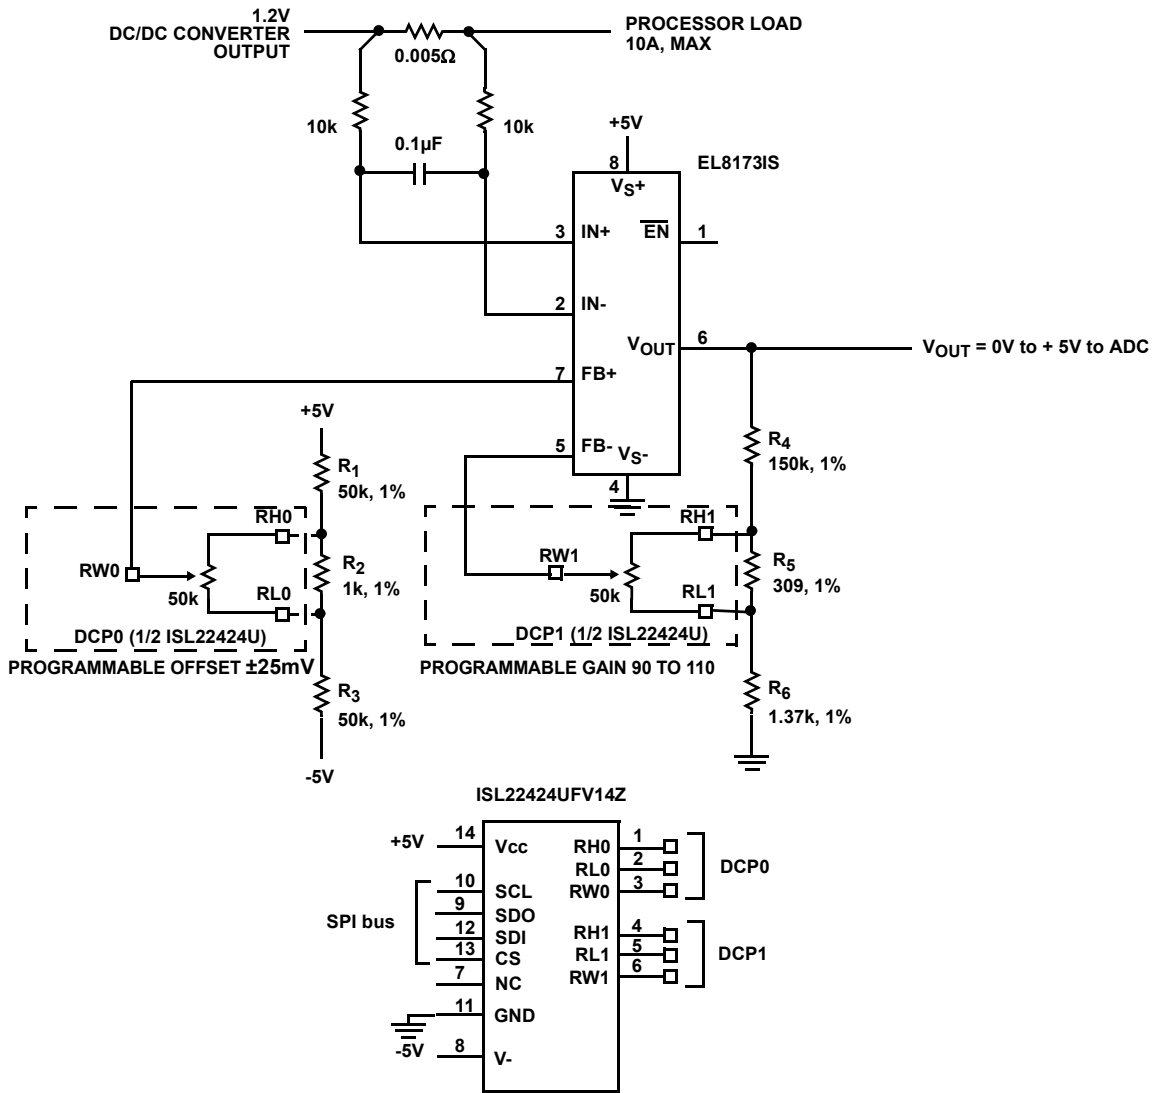 1.2V
DC/DC CONVERTER
OUTPUT
0.005Ω
PROCESSOR LOAD
10A, MAX
10k
10k
0.1µF
+5V
8
EL8173IS
VS+
3
IN+
EN
1
2
IN-
VOUT
6
VOUT = 0V to + 5V to ADC
7
FB+
+5V
5
FB-
VS-
4
R4
150k, 1%
R1
50k, 1%
RH0
RH1
RW0
RW1
R2
1k, 1%
R5
309, 1%
50k
RL0
50k
RL1
DCP0 (1/2 ISL22424U)
DCP1 (1/2 ISL22424U)
PROGRAMMABLE OFFSET ±25mV
PROGRAMMABLE GAIN 90 TO 110
R3
50k, 1%
R6
1.37k, 1%
-5V
ISL22424UFV14Z
+5V
14
Vcc
RH0
1
RL0
2
DCP0
RW0
3
SPI bus
10
SCL
9
SDO
12
SDI
13
CS
RH1
4
RL1
5
DCP1
RW1
6
7
NC
11
GND
-5V
8
V-